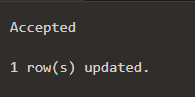 Accepted
1 row(s) updated.